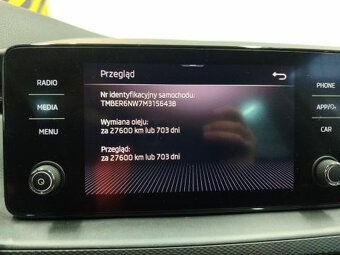 Przegląd
RADIO
MEDIA
MENU
Nr identyfikacyjny samochodu:
TMBER6NW7M3156438
Wymiana oleju:
za 27600 km lub 703 dni
Przegląd:
za 27600 km lub 703 dni
PHONE
APP/
CAR